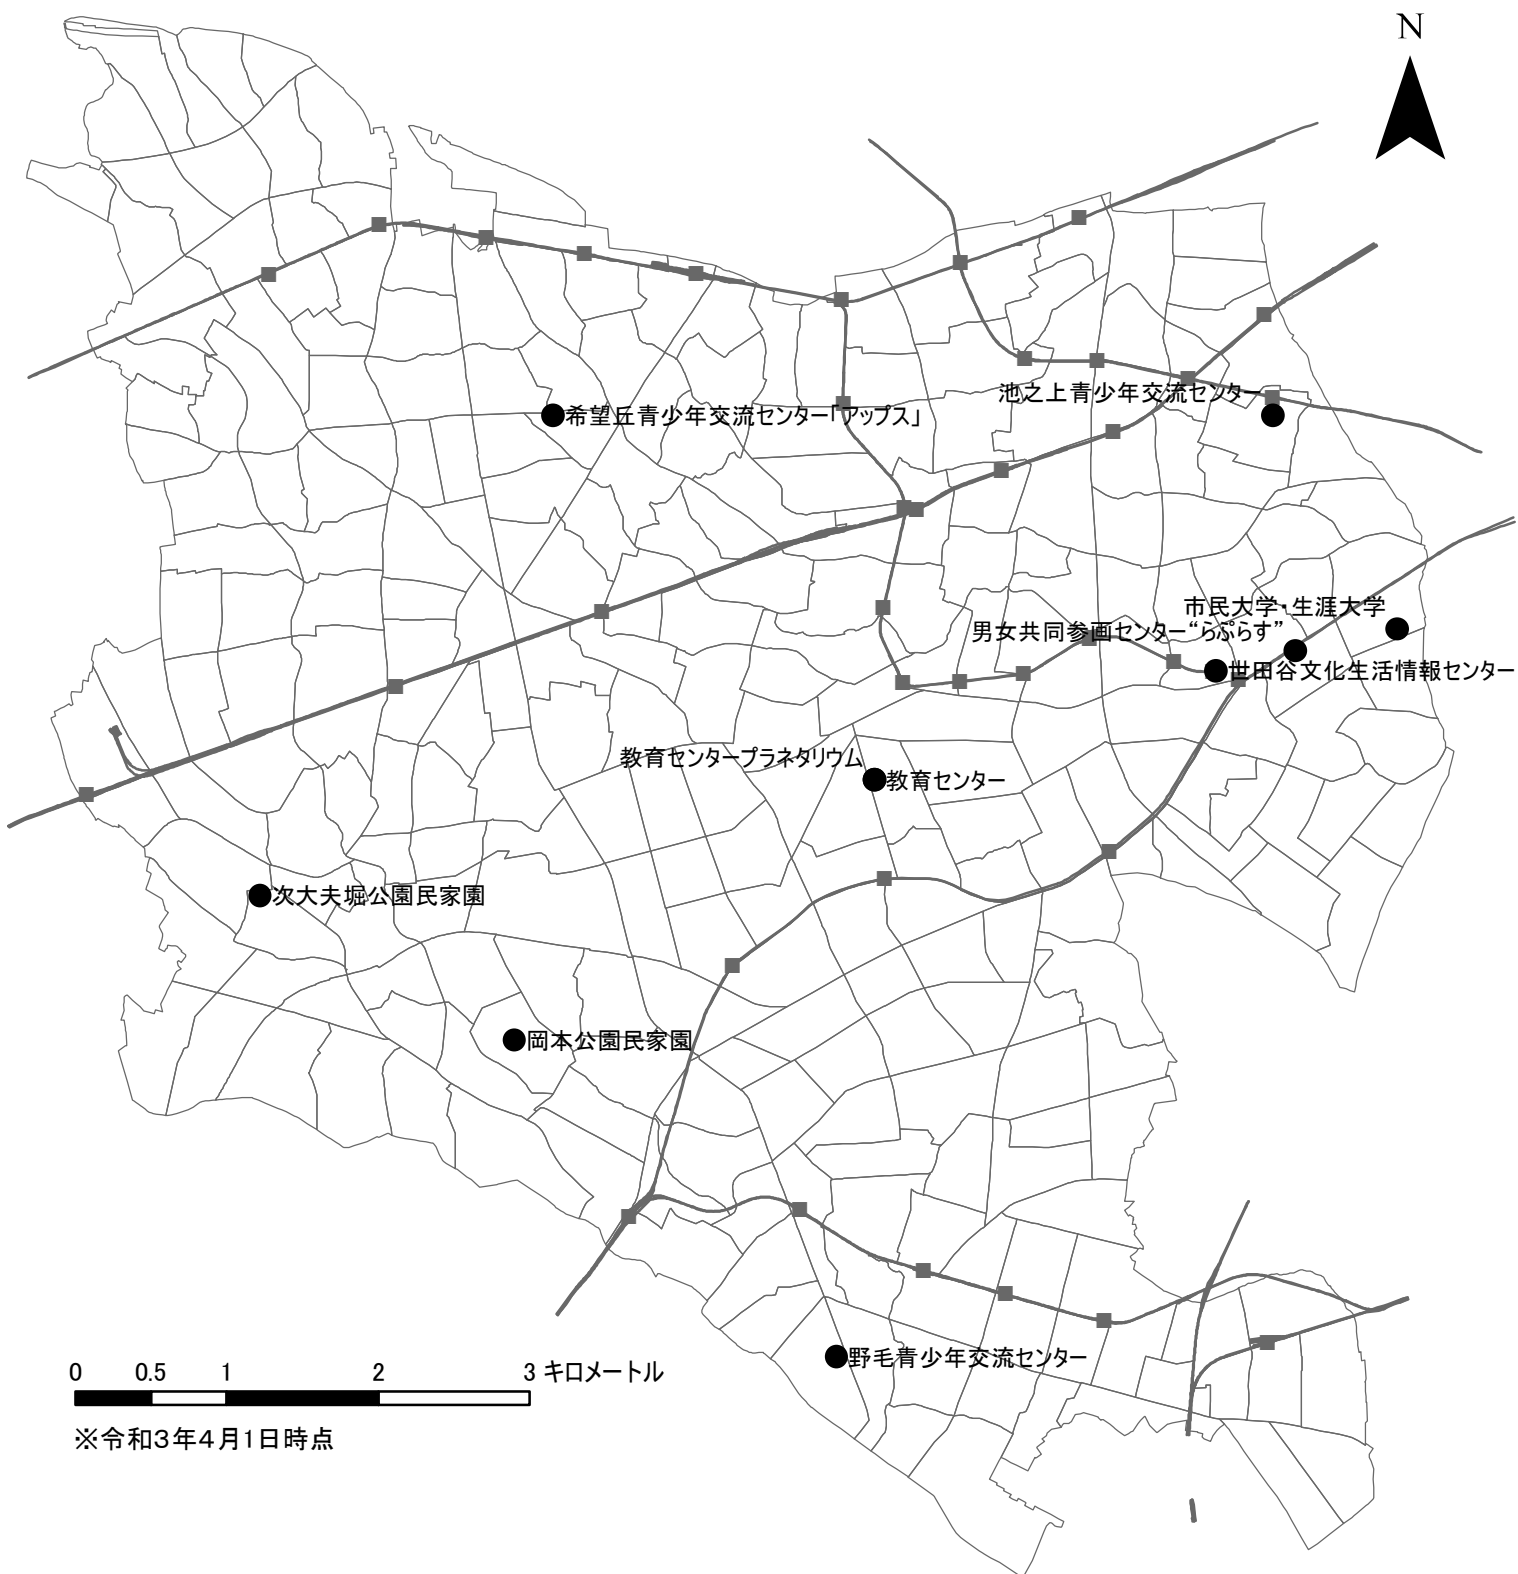 N
池之上青少年交流センター
希望丘青少年交流センター「アップス」
市民大学・生涯大学
男女共同参画センター“らぷらす”
世田谷文化生活情報センター
教育センタープラネタリウム
教育センター
次大夫堀公園民家園
岡本公園民家園
野毛青少年交流センター
0 0.5 1 2 3 キロメートル
※令和3年4月1日時点